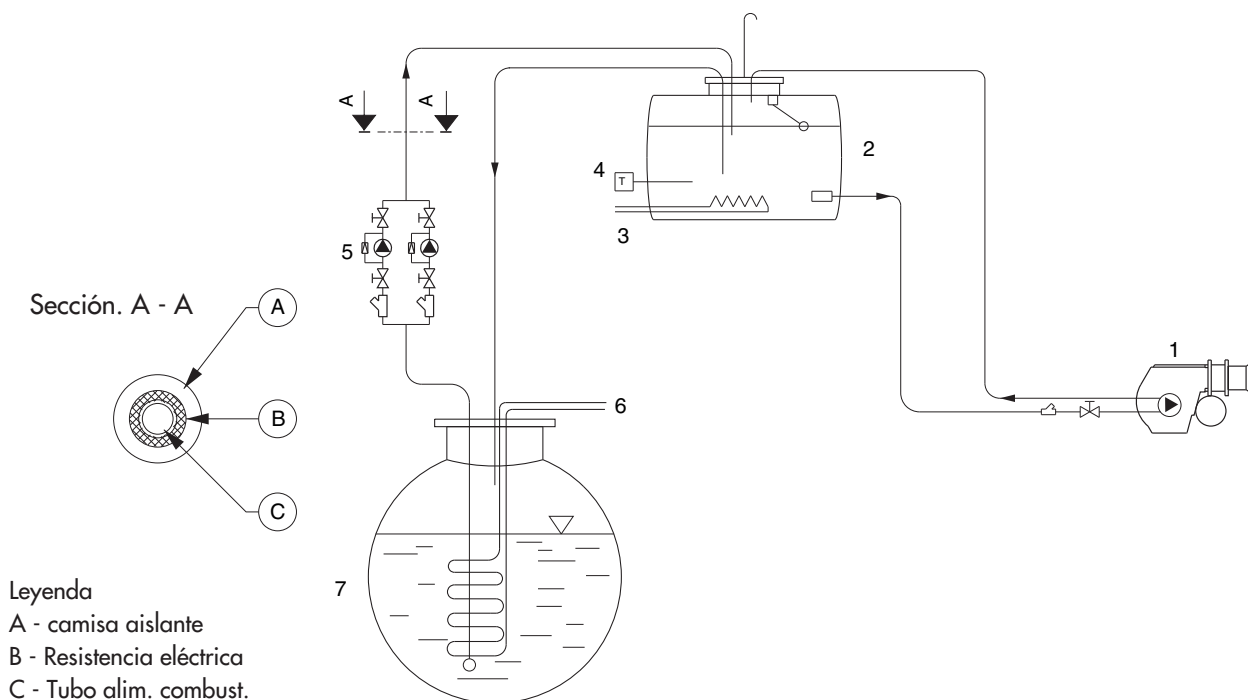 A
A
2
4
T
3
5
Sección. A - A
A
1
B
6
C
7
Leyenda
A - camisa aislante
B - Resistencia eléctrica
C - Tubo alim. combust.